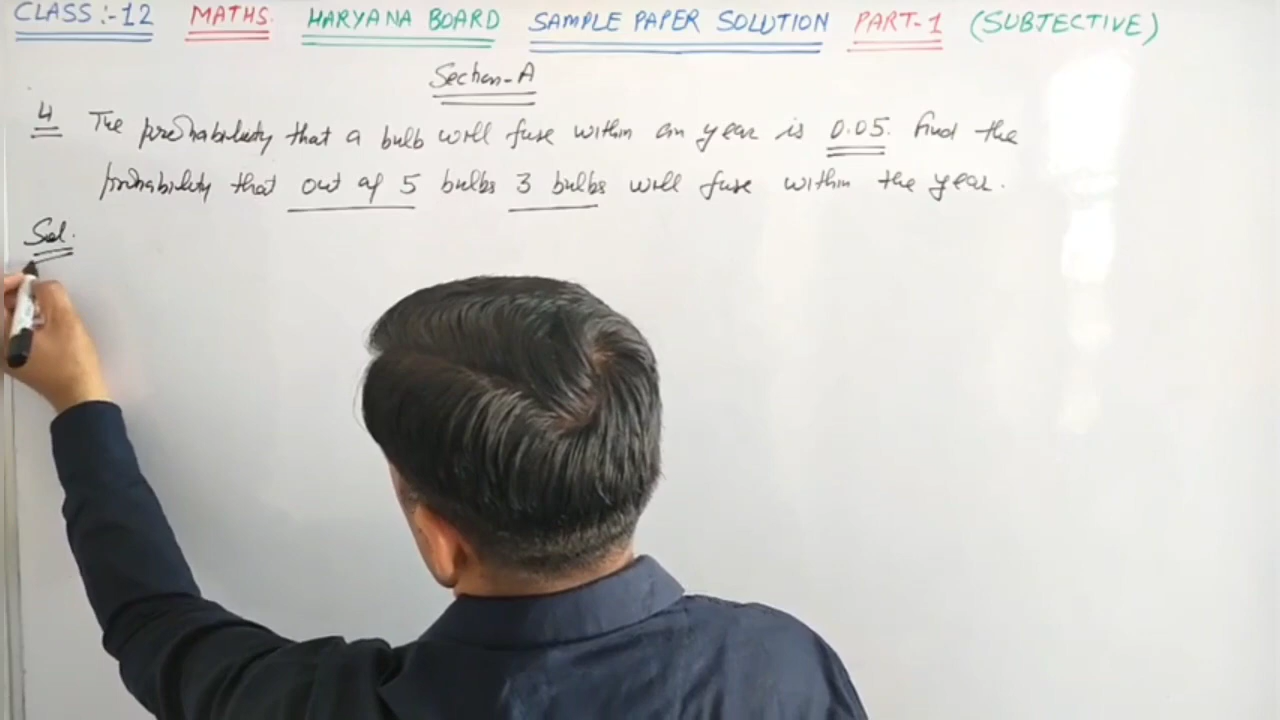 CLASS :- 12 MATHS. HARYANA BOARD SAMPLE PAPER SOLUTION PART-1 (SUBJECTIVE)
Section-A
4 The probability that a bulb will fuse within an year is 0.05. Find the
probability that out of 5 bulbs 3 bulbs will fuse within the year.
Sol.